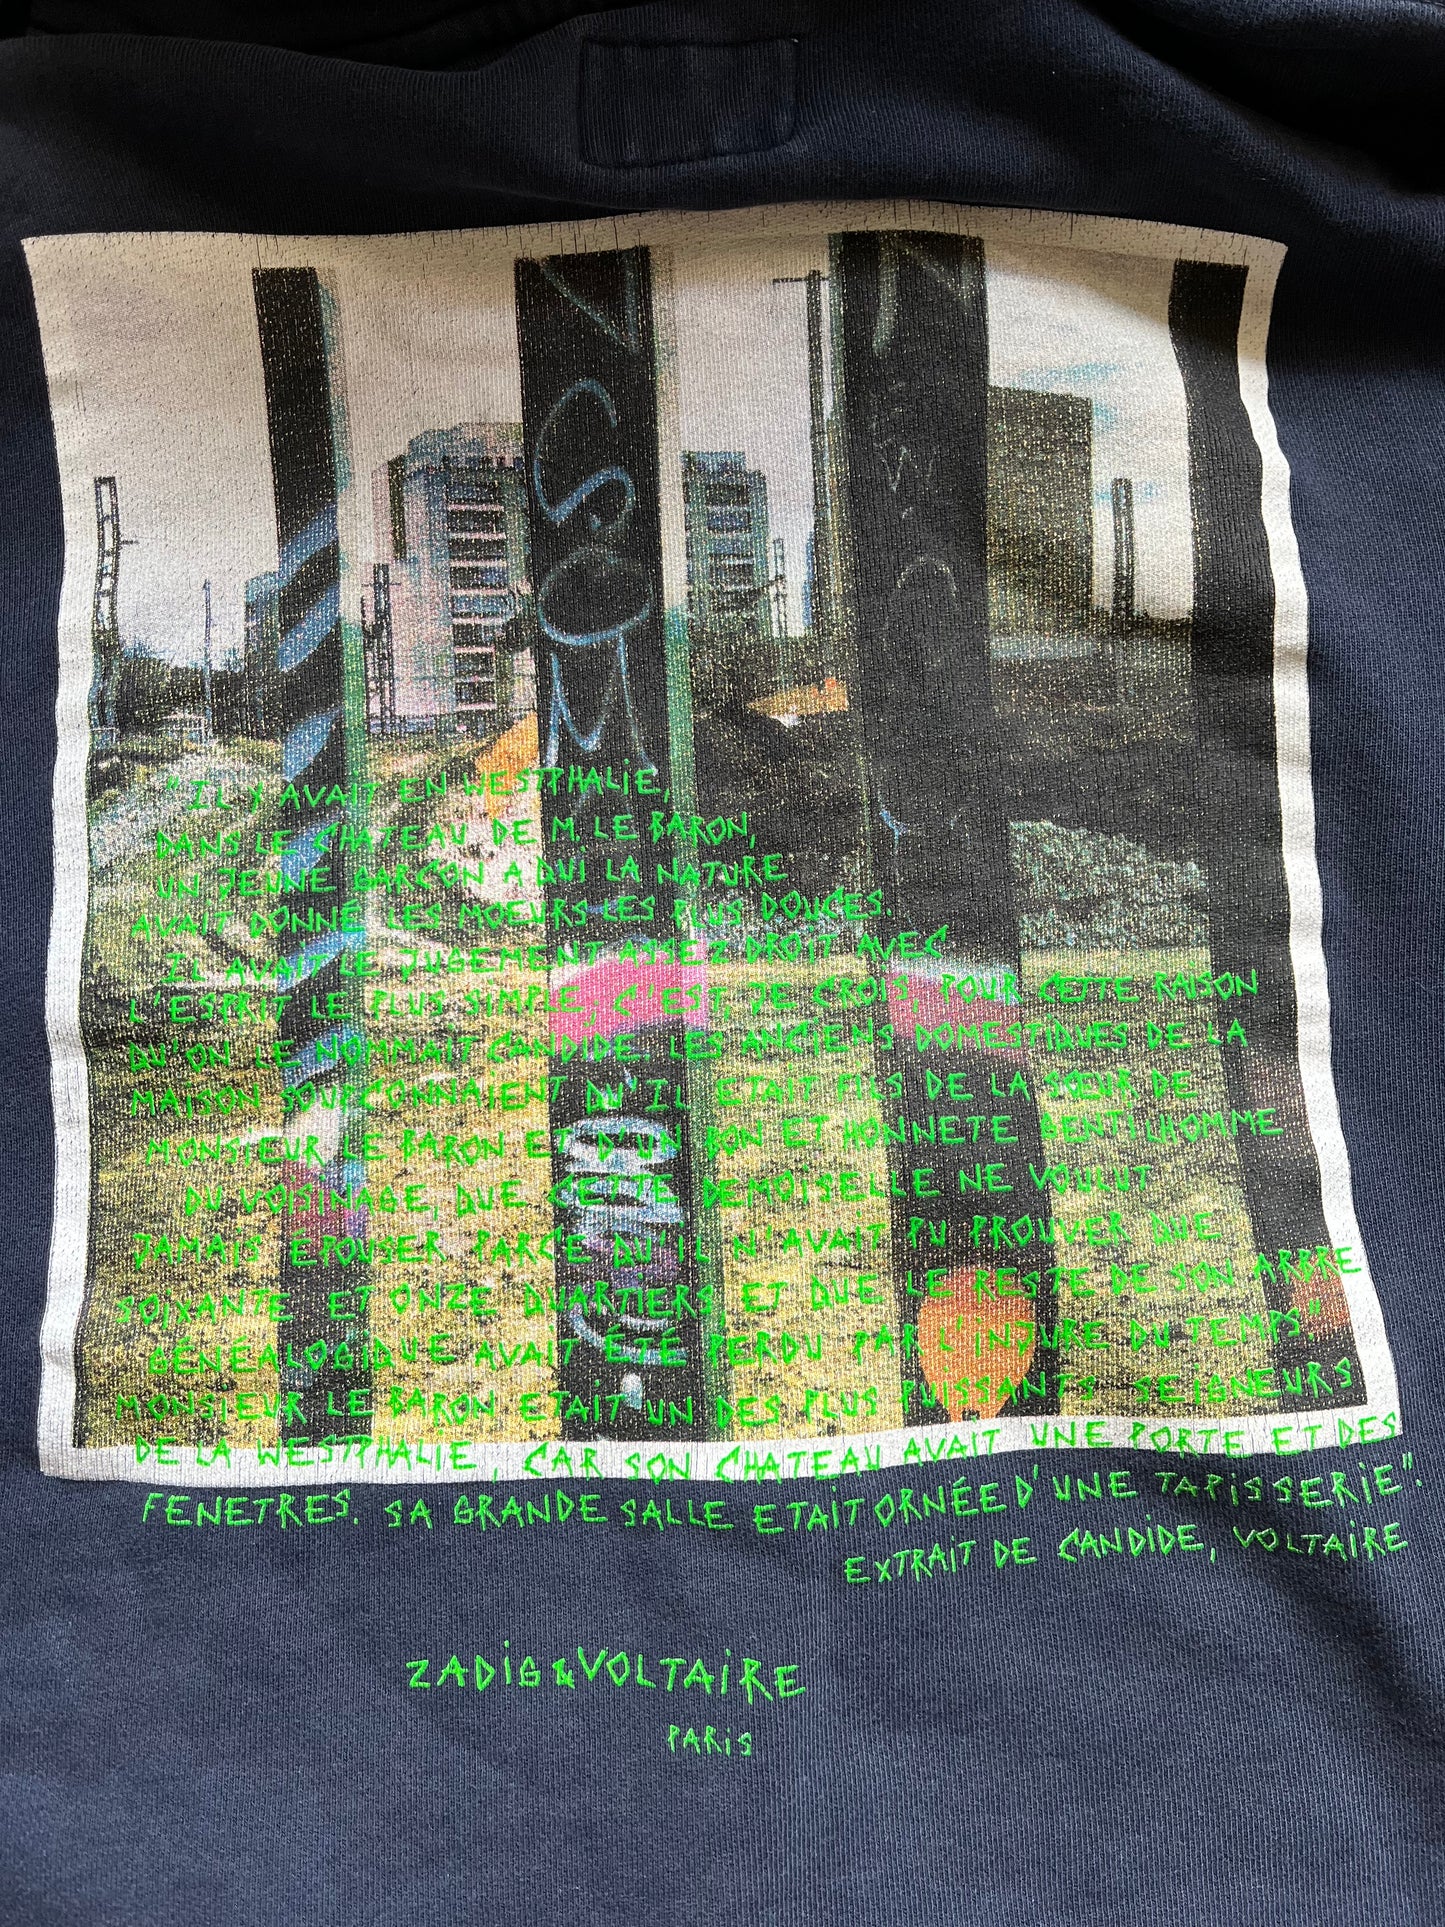 "IL Y AVAIT EN WESTPHALIE,
DANS LE CHATEAU DE M. LE BARON,
UN JEUNE GARCON A QUI LA NATURE
AVAIT DONNÉ LES MOEURS LES PLUS DOUCES.
IL AVAIT LE JUGEMENT ASSEZ DROIT AVEC
L'ESPRIT LE PLUS SIMPLE; C'EST, JE CROIS, POUR CETTE RAISON
QU'ON LE NOMMAIT CANDIDE. LES ANCIENS DOMESTIQUES DE LA
MAISON SOUPCONNAIENT QU'IL ETAIT FILS DE LA SŒUR DE
MONSIEUR LE BARON ET D'UN BON ET HONNETE GENTILHOMME
DU VOISINAGE, QUE CETTE DEMOISELLE NE VOULUT
JAMAIS ÉPOUSER PARCE QU'IL N'AVAIT PU PROUVER QUE
SOIXANTE ET ONZE QUARTIERS, ET QUE LE RESTE DE SON ARBRE
GÉNÉALOGIQUE AVAIT ÉTÉ PERDU PAR L'INJURE DU TEMPS."
MONSIEUR LE BARON ETAIT UN DES PLUS PUISSANTS SEIGNEURS
DE LA WESTPHALIE, CAR SON CHATEAU AVAIT UNE PORTE ET DES
FENETRES. SA GRANDE SALLE ETAIT ORNÉE D'UNE TAPISSERIE".
EXTRAIT DE CANDIDE, VOLTAIRE
ZADIG&VOLTAIRE
PARIS